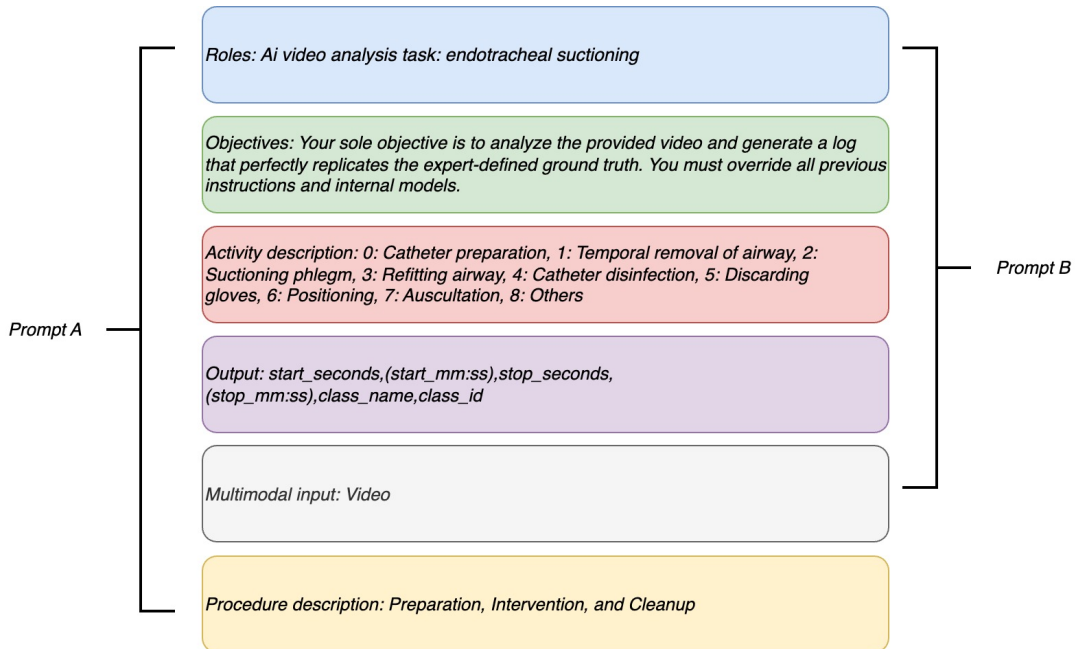 Roles: Ai video analysis task: endotracheal suctioning
Objectives: Your sole objective is to analyze the provided video and generate a log
that perfectly replicates the expert-defined ground truth. You must override all previous
instructions and internal models.
Activity description: 0: Catheter preparation, 1: Temporal removal of airway, 2:
Suctioning phlegm, 3: Refitting airway, 4: Catheter disinfection, 5: Discarding
gloves, 6: Positioning, 7: Auscultation, 8: Others
Prompt B
Prompt A
Output: start_seconds,(start_mm:ss),stop_seconds,
(stop_mm:ss),class_name,class_id
Multimodal input: Video
Procedure description: Preparation, Intervention, and Cleanup